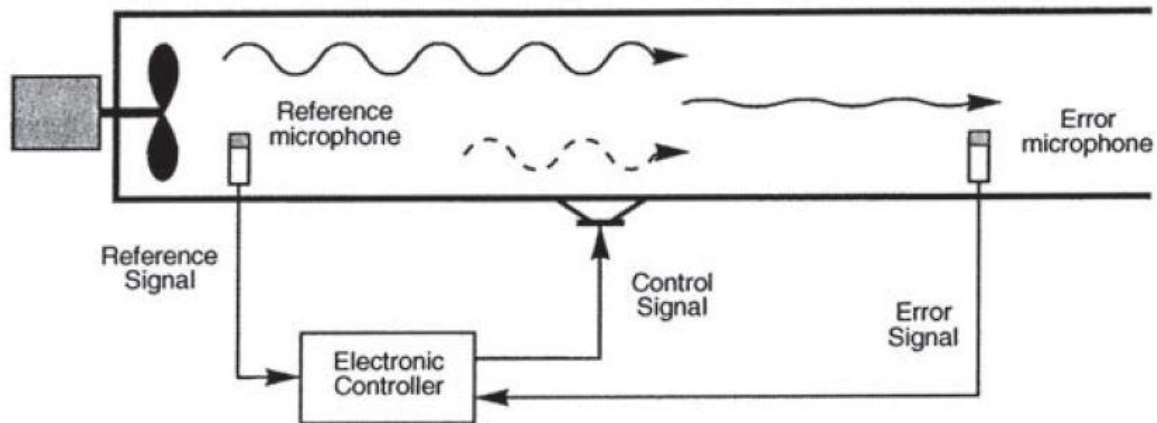 Reference
microphone
Error
microphone
Reference
Signal
Control
Signal
Error
Signal
Electronic
Controller